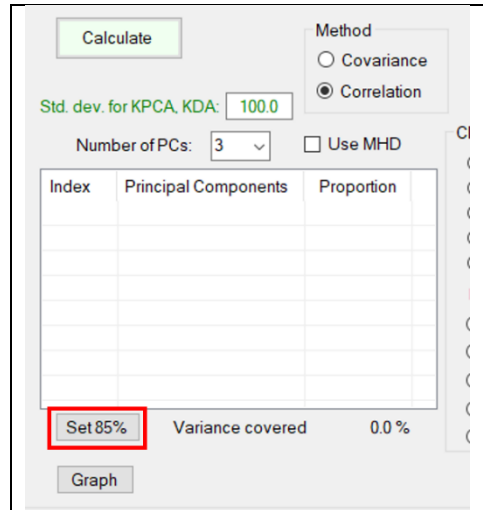 Calculate
Method
Covariance
Correlation
Std. dev. for KPCA, KDA: 100.0
Number of PCs: 3
Use MHD
Index Principal Components Proportion
Set 85% Variance covered 0.0 %
Graph